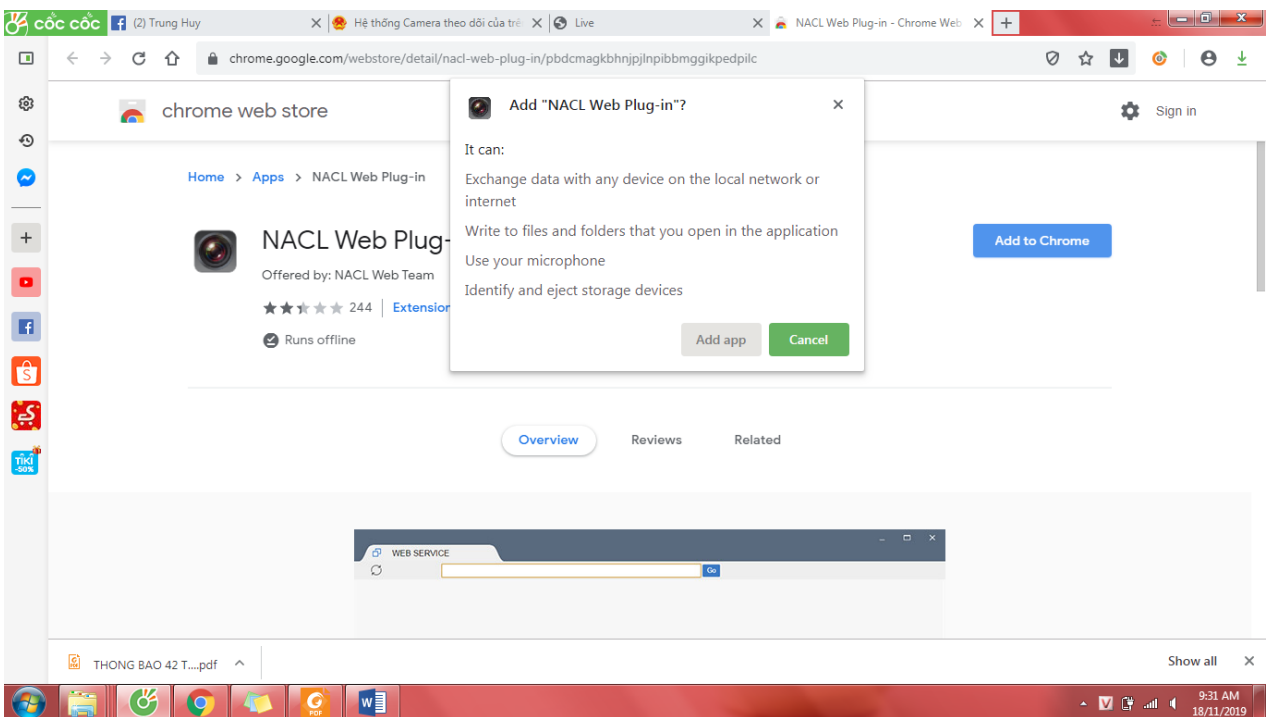 cốc cốc
(2) Trung Huy
Hệ thống Camera theo dõi của trẻ
Live
NACL Web Plug-in - Chrome Web
chrome.google.com/webstore/detail/nacl-web-plug-in/pbdcmagkbhnjpjlnpibbmggikpedpilc
chrome web store
Sign in
Add "NACL Web Plug-in"?
It can:
Exchange data with any device on the local network or
internet
Write to files and folders that you open in the application
Use your microphone
Identify and eject storage devices
Add app
Cancel
Home > Apps > NACL Web Plug-in
NACL Web Plug-
Add to Chrome
Offered by: NACL Web Team
244
Extension
Runs offline
Overview
Reviews
Related
WEB SERVICE
Go
TIKI
-50%
THONG BAO 42 T....pdf
Show all
PDF
W
V
9:31 AM
18/11/2019